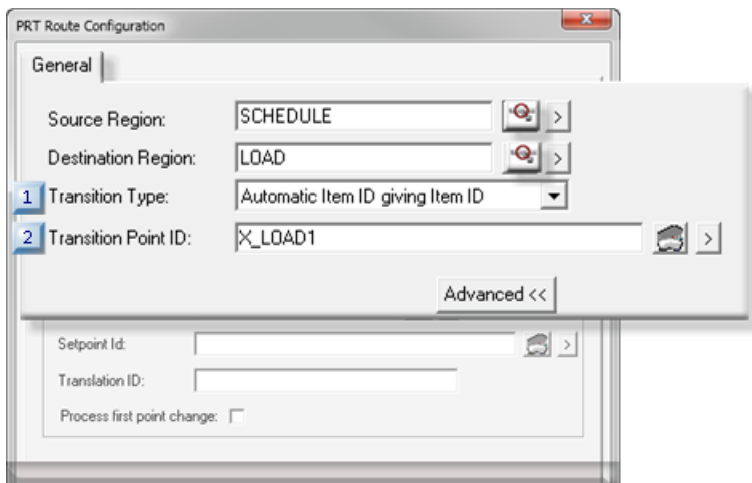 PRT Route Configuration
General
Source Region: SCHEDULE >
Destination Region: LOAD >
1 Transition Type: Automatic Item ID giving Item ID
2 Transition Point ID: X_LOAD1 >
Advanced <<
Setpoint Id: >
Translation ID:
Process first point change: